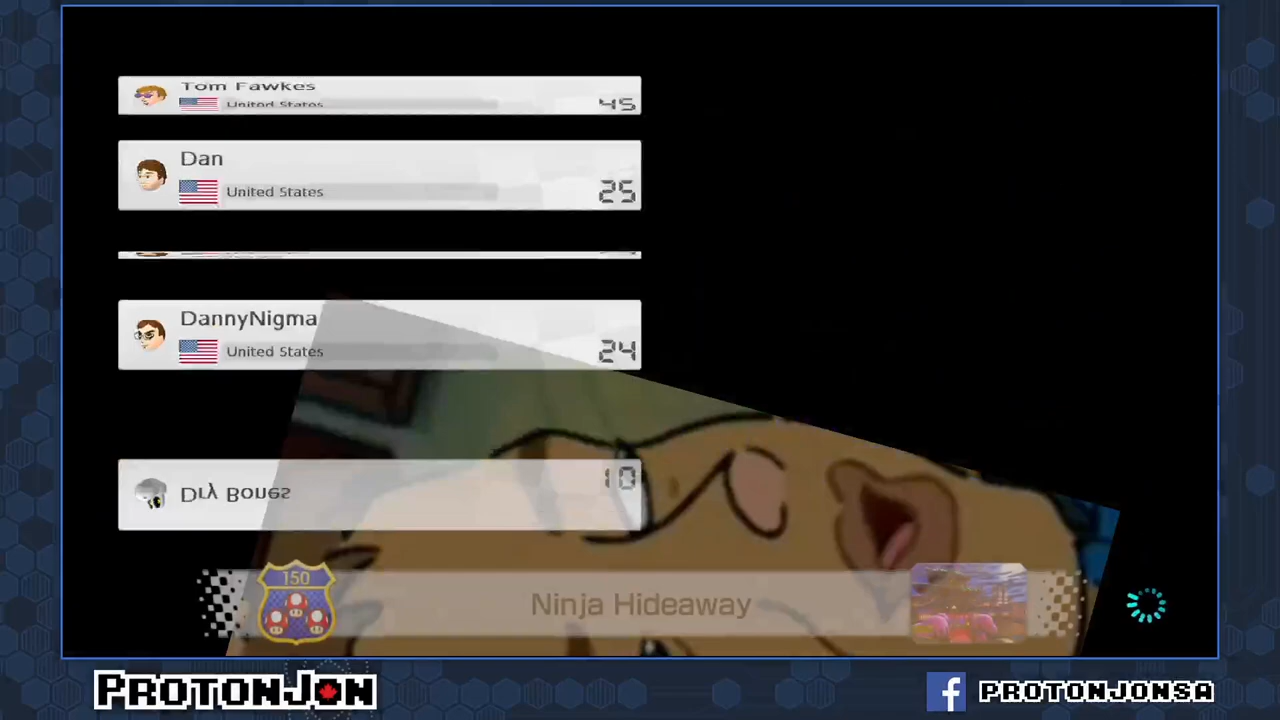 Tom Fawkes
United States
45
Dan
United States
25
DannyNigma
United States
24
Dry Bones
10
150
Ninja Hideaway
PROTONJON
f PROTONJONSA